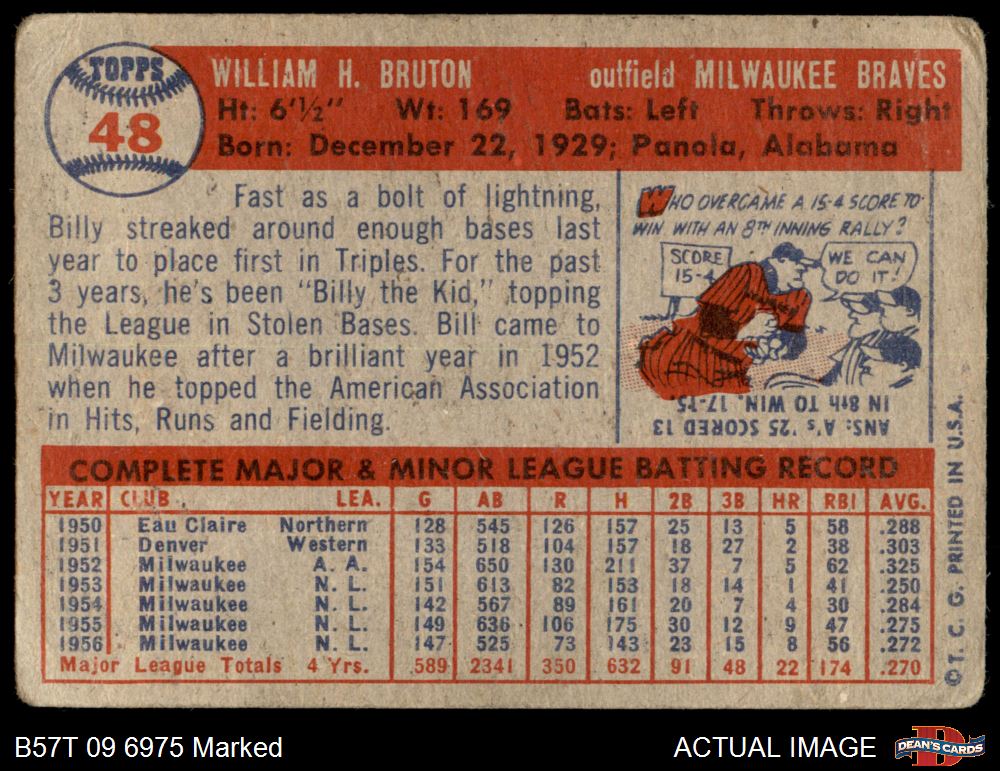 TOPPS
48
WILLIAM H. BRUTON outfield MILWAUKEE BRAVES
Ht: 6'½" Wt: 169 Bats: Left Throws: Right
Born: December 22, 1929; Panola, Alabama
Fast as a bolt of lightning,
Billy streaked around enough bases last
year to place first in Triples. For the past
3 years, he's been "Billy the Kid," topping
the League in Stolen Bases. Bill came to
Milwaukee after a brilliant year in 1952
when he topped the American Association
in Hits, Runs and Fielding.
WHO OVERCAME A 15-4 SCORE TO
WIN WITH AN 8TH INNING RALLY?
SCORE
15-4
WE CAN
DO IT!
ANS: A's '25 SCORED 13
IN 8th TO WIN, 17-15.
COMPLETE MAJOR & MINOR LEAGUE BATTING RECORD
YEAR CLUB LEA. G AB R H 2B 3B HR RBI AVG.
1950 Eau Claire Northern 128 545 126 157 25 13 5 58 .288
1951 Denver Western 133 518 104 157 18 27 2 38 .303
1952 Milwaukee A. A. 154 650 130 211 37 7 5 62 .325
1953 Milwaukee N. L. 151 613 82 153 18 14 1 41 .250
1954 Milwaukee N. L. 142 567 89 161 20 7 4 30 .284
1955 Milwaukee N. L. 149 636 106 175 30 12 9 47 .275
1956 Milwaukee N. L. 147 525 73 143 23 15 8 56 .272
Major League Totals 4 Yrs. 589 2341 350 632 91 48 22 174 .270
©T. C. G. PRINTED IN U.S.A.
B57T 09 6975 Marked
ACTUAL IMAGE
DEAN'S CARDS